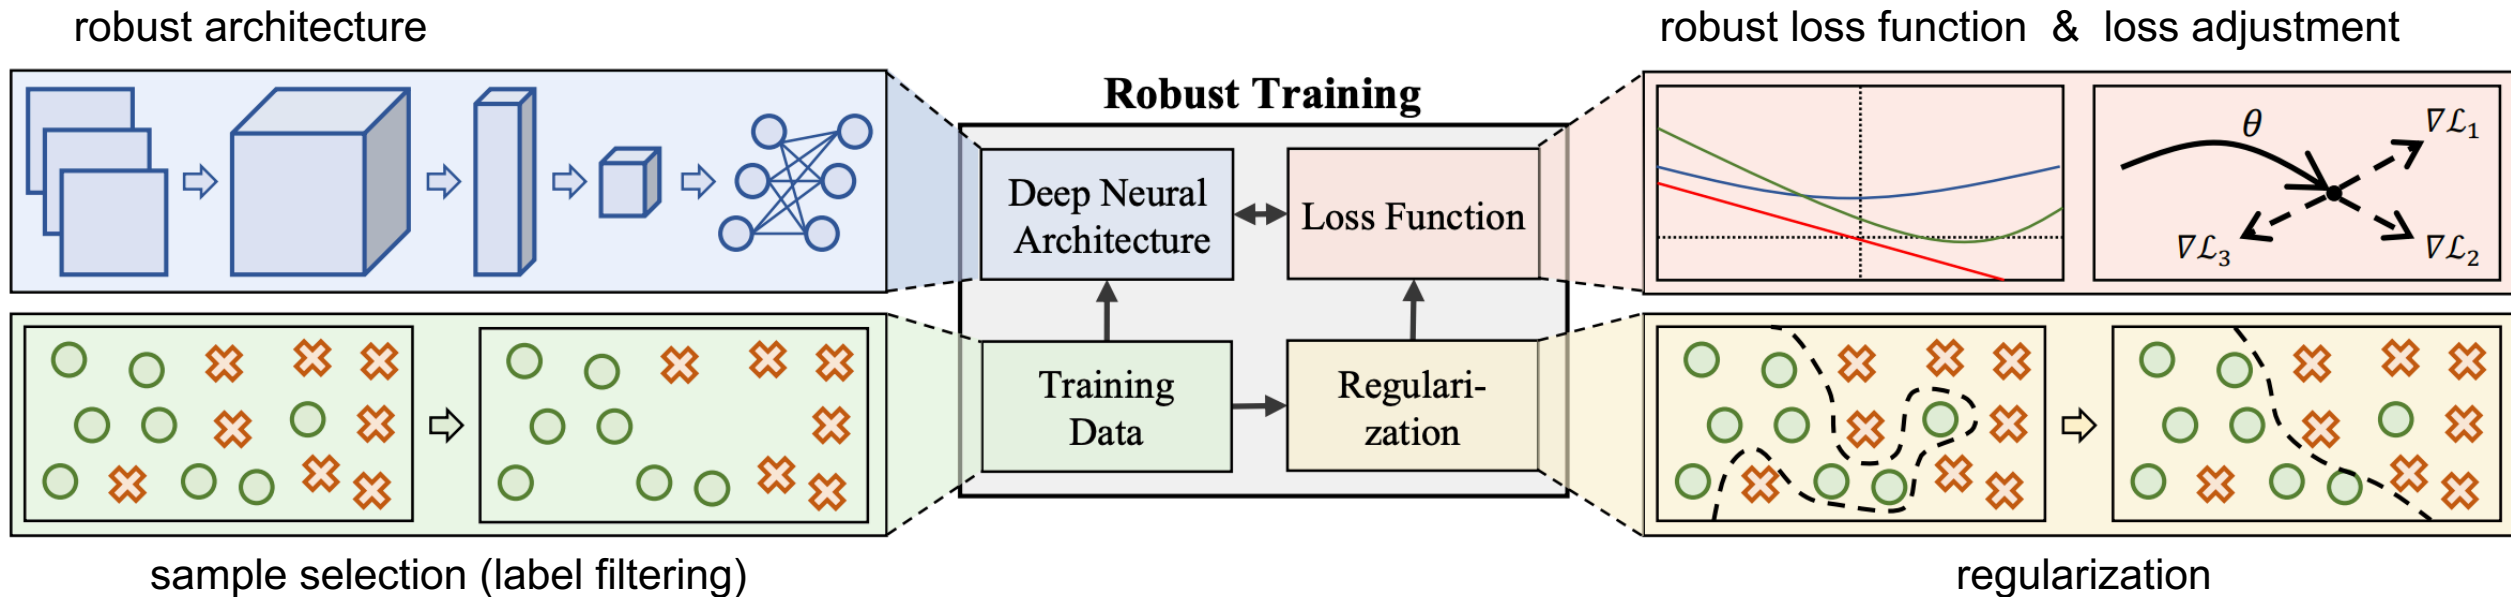 robust architecture
robust loss function & loss adjustment
Robust Training
Deep Neural
Architecture
Loss Function
θ
∇ℒ₁
∇ℒ₃
∇ℒ₂
Training
Data
Regulari-
zation
sample selection (label filtering)
regularization